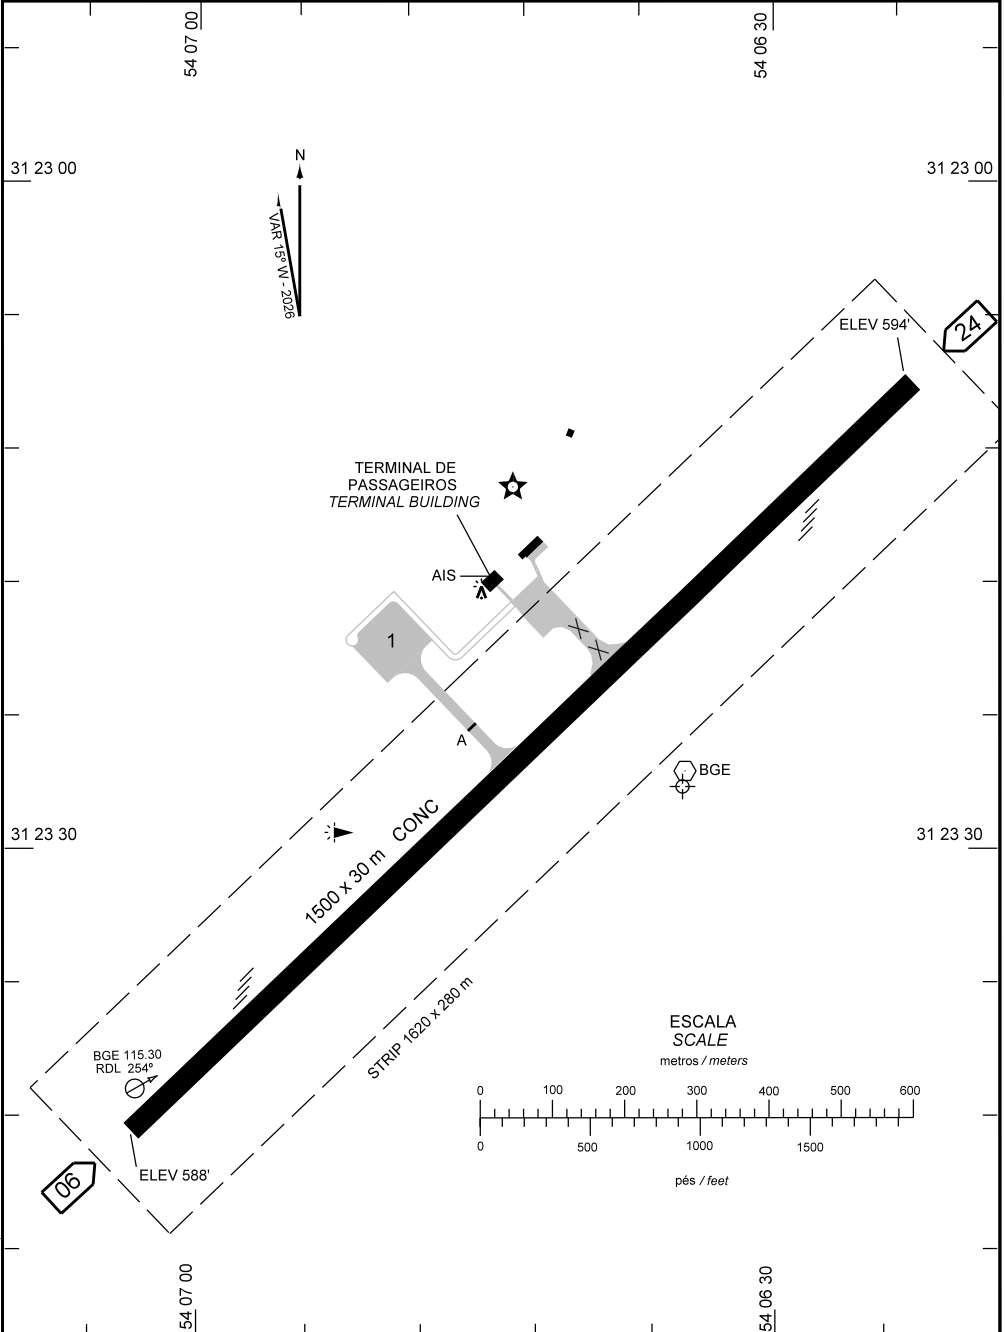 54 07 00
54 06 30
31 23 00
31 23 00
N
VAR 15º W - 2026
ELEV 594'
24
TERMINAL DE
PASSAGEIROS
TERMINAL BUILDING
AIS
1
A
BGE
31 23 30
31 23 30
1500 x 30 m CONC
STRIP 1620 x 280 m
ESCALA
SCALE
metros / meters
0 100 200 300 400 500 600
0 500 1000 1500
pés / feet
BGE 115.30
RDL 254º
ELEV 588'
06
54 07 00
54 06 30